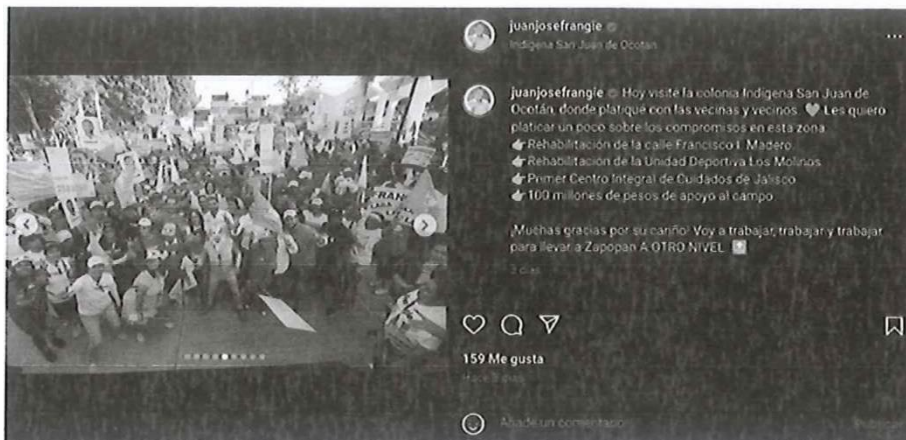 juanjosefrangie
Indígena San Juan de Ocotán
juanjosefrangie Hoy visité la colonia Indígena San Juan de
Ocotán, donde platiqué con las vecinas y vecinos. 🤍 Les quiero
platicar un poco sobre los compromisos en esta zona
👉Rehabilitación de la calle Francisco I. Madero.
👉Rehabilitación de la Unidad Deportiva Los Molinos.
👉Primer Centro Integral de Cuidados de Jalisco
👉100 millones de pesos de apoyo al campo
¡Muchas gracias por su cariño! Voy a trabajar, trabajar y trabajar
para llevar a Zapopan A OTRO NIVEL ⬆️
3 días
159 Me gusta
Hace 3 días
Añade un comentario...
Publicar